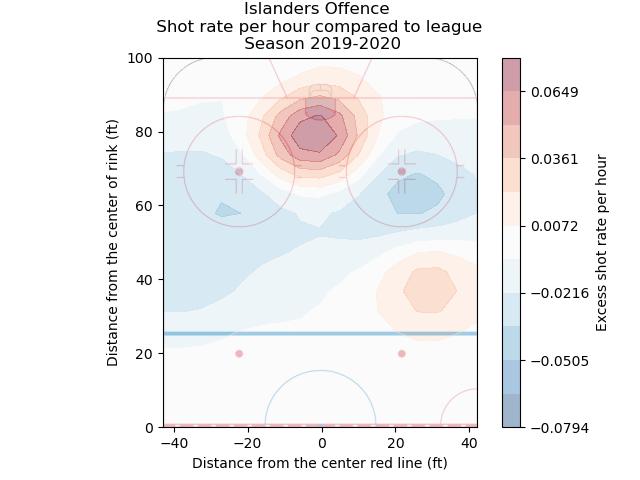 Islanders Offence
Shot rate per hour compared to league
Season 2019-2020
100
80
60
40
20
0
−40
−20
0
20
40
Distance from the center of rink (ft)
Distance from the center red line (ft)
0.0649
0.0361
0.0072
−0.0216
−0.0505
−0.0794
Excess shot rate per hour